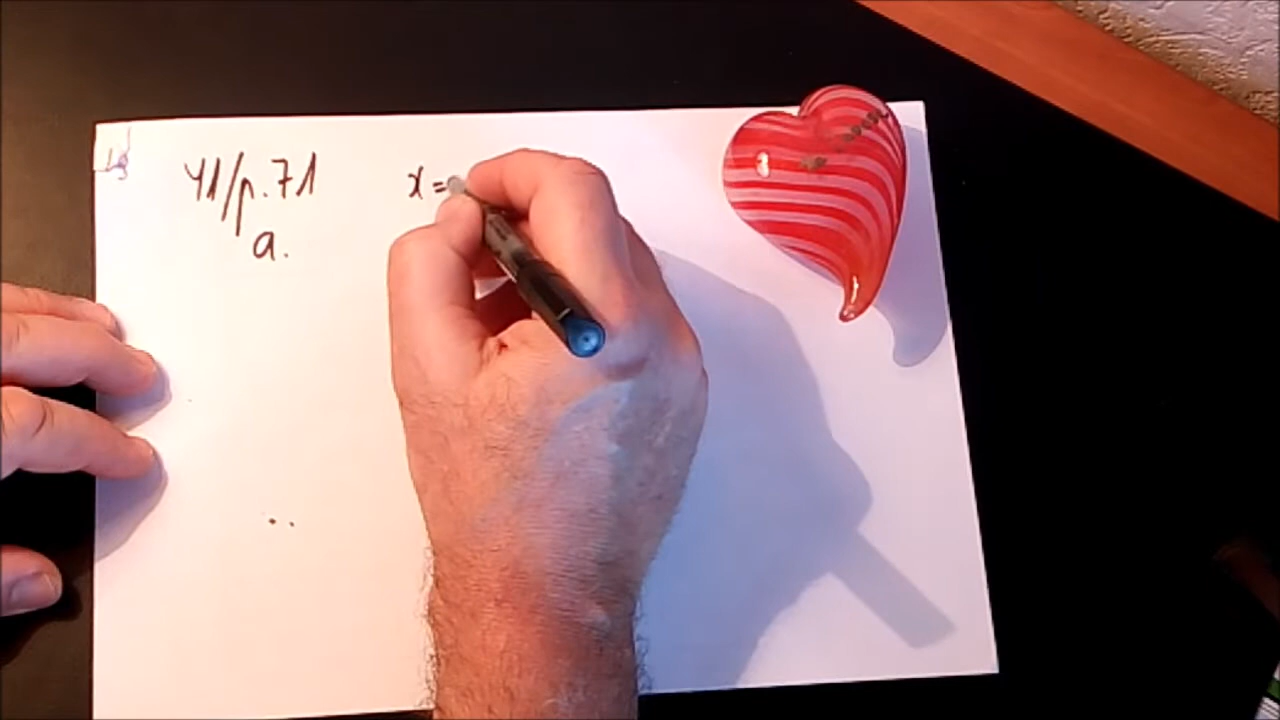 41/p.71
x =
a.